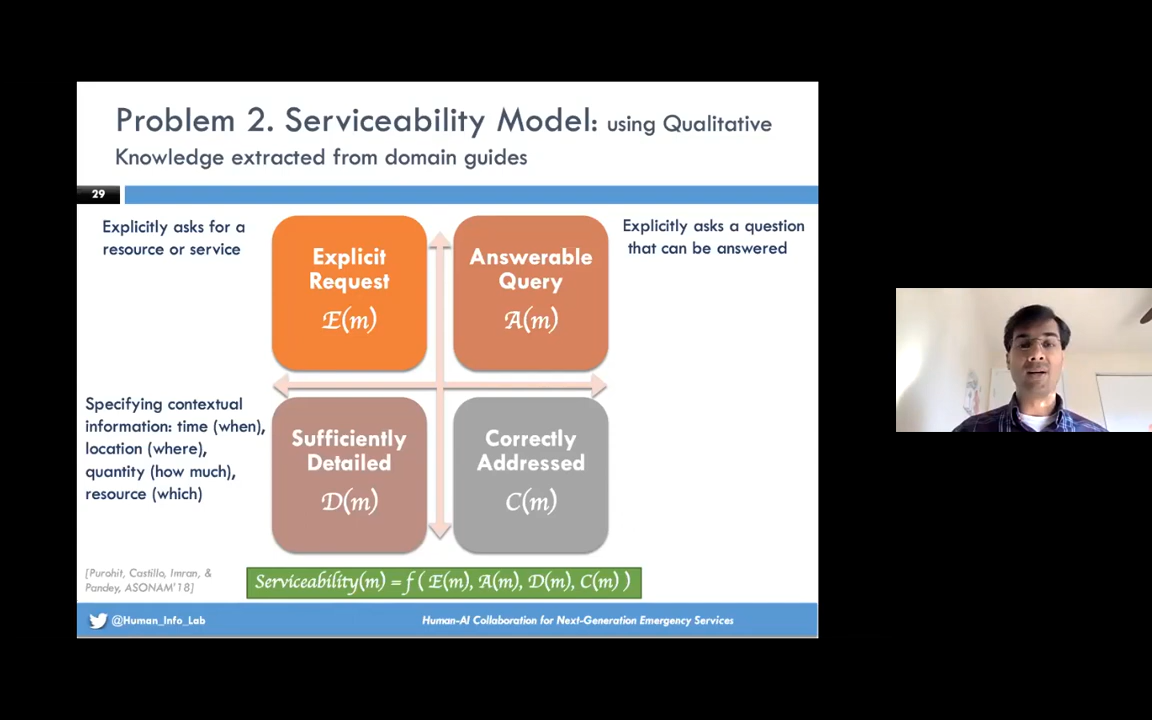 Problem 2. Serviceability Model: using Qualitative
Knowledge extracted from domain guides
29
Explicitly asks for a
resource or service
Explicit
Request
E(m)
Answerable
Query
A(m)
Explicitly asks a question
that can be answered
Specifying contextual
information: time (when),
location (where),
quantity (how much),
resource (which)
Sufficiently
Detailed
D(m)
Correctly
Addressed
C(m)
[Purohit, Castillo, Imran, &
Pandey, ASONAM'18]
Serviceability(m) = f ( E(m), A(m), D(m), C(m) )
@Human_Info_Lab
Human-AI Collaboration for Next-Generation Emergency Services